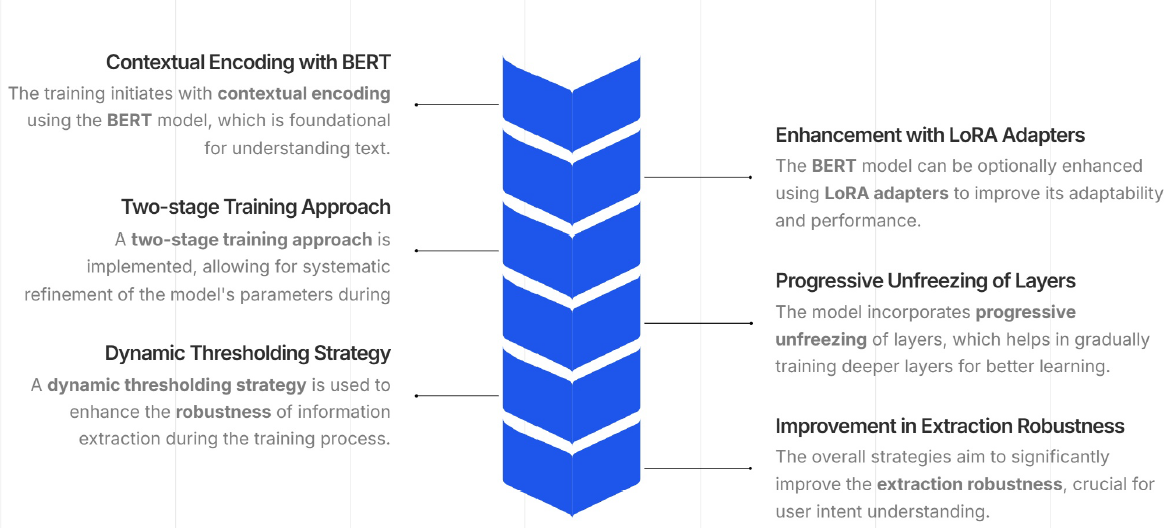 Contextual Encoding with BERT
The training initiates with contextual encoding
using the BERT model, which is foundational
for understanding text.
Enhancement with LoRA Adapters
The BERT model can be optionally enhanced
using LoRA adapters to improve its adaptability
and performance.
Two-stage Training Approach
A two-stage training approach is
implemented, allowing for systematic
refinement of the model's parameters during
Progressive Unfreezing of Layers
The model incorporates progressive
unfreezing of layers, which helps in gradually
training deeper layers for better learning.
Dynamic Thresholding Strategy
A dynamic thresholding strategy is used to
enhance the robustness of information
extraction during the training process.
Improvement in Extraction Robustness
The overall strategies aim to significantly
improve the extraction robustness, crucial for
user intent understanding.